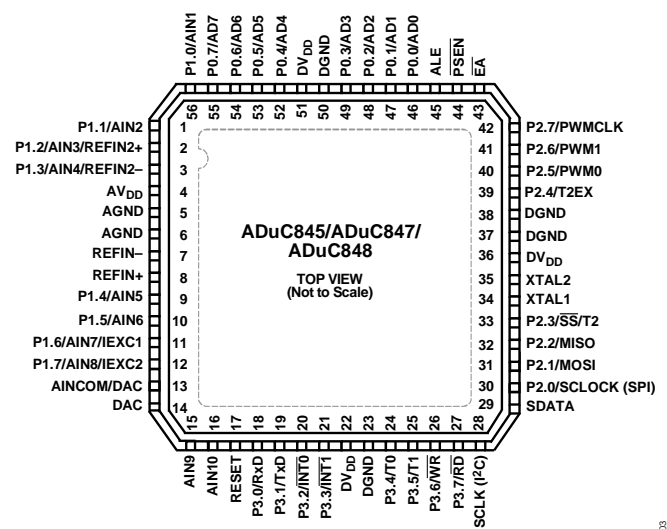 P1.0/AIN1
P0.7/AD7
P0.6/AD6
P0.5/AD5
P0.4/AD4
DVDD
DGND
P0.3/AD3
P0.2/AD2
P0.1/AD1
P0.0/AD0
ALE
PSEN
EA
56
55
54
53
52
51
50
49
48
47
46
45
44
43
P1.1/AIN2 1
P1.2/AIN3/REFIN2+ 2
P1.3/AIN4/REFIN2– 3
AVDD 4
AGND 5
AGND 6
REFIN– 7
REFIN+ 8
P1.4/AIN5 9
P1.5/AIN6 10
P1.6/AIN7/IEXC1 11
P1.7/AIN8/IEXC2 12
AINCOM/DAC 13
DAC 14
ADuC845/ADuC847/
ADuC848
TOP VIEW
(Not to Scale)
42 P2.7/PWMCLK
41 P2.6/PWM1
40 P2.5/PWM0
39 P2.4/T2EX
38 DGND
37 DGND
36 DVDD
35 XTAL2
34 XTAL1
33 P2.3/SS/T2
32 P2.2/MISO
31 P2.1/MOSI
30 P2.0/SCLOCK (SPI)
29 SDATA
15
16
17
18
19
20
21
22
23
24
25
26
27
28
AIN9
AIN10
RESET
P3.0/RxD
P3.1/TxD
P3.2/INT0
P3.3/INT1
DVDD
DGND
P3.4/T0
P3.5/T1
P3.6/WR
P3.7/RD
SCLK (I2C)